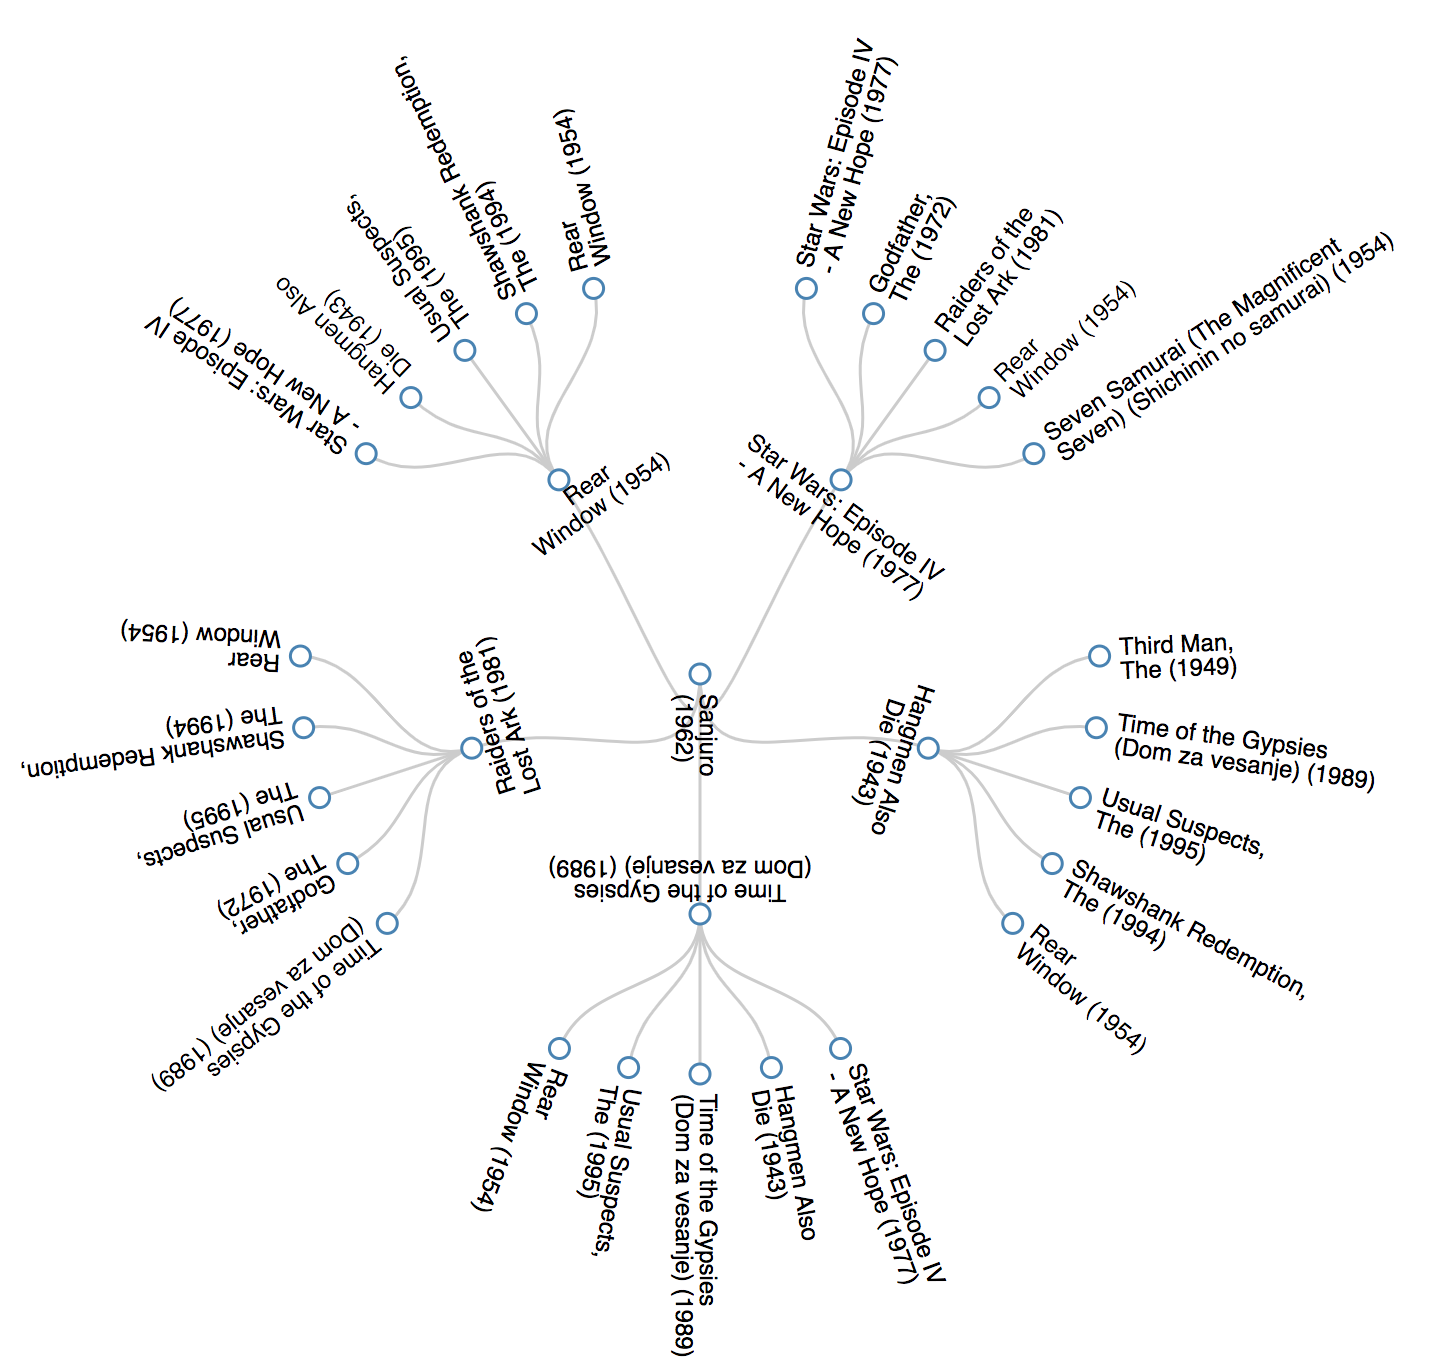 Shawshank Redemption,
The (1994)
Rear
Window (1954)
Usual Suspects,
The (1995)
Hangmen Also
Die (1943)
Star Wars: Episode IV
- A New Hope (1977)
Rear
Window (1954)
Star Wars: Episode IV
- A New Hope (1977)
Godfather,
The (1972)
Raiders of the
Lost Ark (1981)
Rear
Window (1954)
Seven Samurai (The Magnificent
Seven) (Shichinin no samurai) (1954)
Star Wars: Episode IV
- A New Hope (1977)
Rear
Window (1954)
Shawshank Redemption,
The (1994)
Usual Suspects,
The (1995)
Godfather,
The (1972)
Time of the Gypsies
(Dom za vesanje) (1989)
Raiders of the
Lost Ark (1981)
Sanjuro
(1962)
Hangmen Also
Die (1943)
Third Man,
The (1949)
Time of the Gypsies
(Dom za vesanje) (1989)
Usual Suspects,
The (1995)
Shawshank Redemption,
The (1994)
Rear
Window (1954)
Time of the Gypsies
(Dom za vesanje) (1989)
Rear
Window (1954)
Usual Suspects,
The (1995)
Time of the Gypsies
(Dom za vesanje) (1989)
Hangmen Also
Die (1943)
Star Wars: Episode IV
- A New Hope (1977)